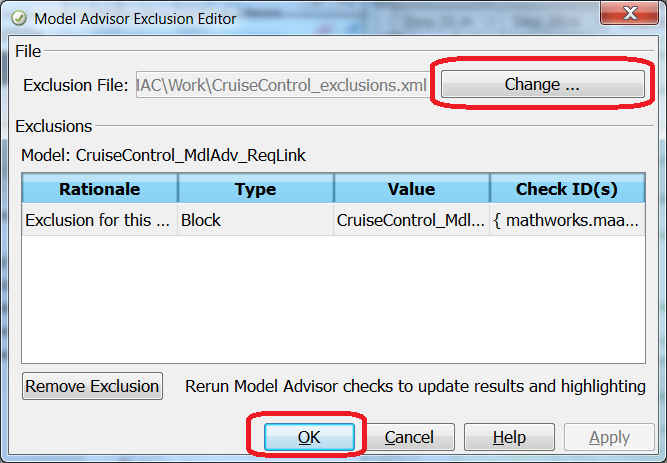 Model Advisor Exclusion Editor
File
Exclusion File: IAC\Work\CruiseControl_exclusions.xml Change ...
Exclusions
Model: CruiseControl_MdlAdv_ReqLink
Rationale Type Value Check ID(s)
Exclusion for this ... Block CruiseControl_Mdl... { mathworks.maa...
Remove Exclusion Rerun Model Advisor checks to update results and highlighting
OK Cancel Help Apply